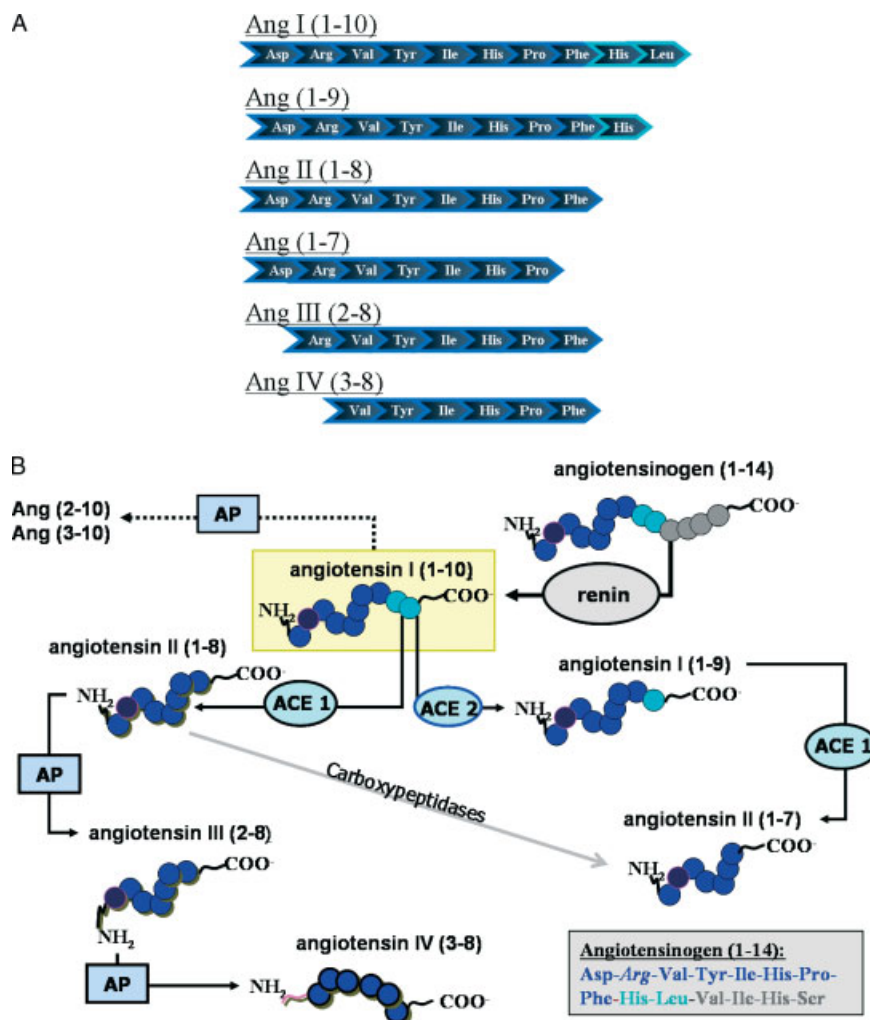 A
Ang I (1-10)
Asp Arg Val Tyr Ile His Pro Phe His Leu
Ang (1-9)
Asp Arg Val Tyr Ile His Pro Phe His
Ang II (1-8)
Asp Arg Val Tyr Ile His Pro Phe
Ang (1-7)
Asp Arg Val Tyr Ile His Pro
Ang III (2-8)
Arg Val Tyr Ile His Pro Phe
Ang IV (3-8)
Val Tyr Ile His Pro Phe
B
angiotensinogen (1-14)
NH2
COO-
Ang (2-10)
Ang (3-10)
AP
angiotensin I (1-10)
NH2
COO-
renin
angiotensin II (1-8)
NH2
COO-
ACE 1
ACE 2
angiotensin I (1-9)
NH2
COO-
ACE 1
AP
Carboxypeptidases
angiotensin II (1-7)
NH2
COO-
angiotensin III (2-8)
COO-
NH2
AP
angiotensin IV (3-8)
NH2
COO-
Angiotensinogen (1-14):
Asp-Arg-Val-Tyr-Ile-His-Pro-
Phe-His-Leu-Val-Ile-His-Ser